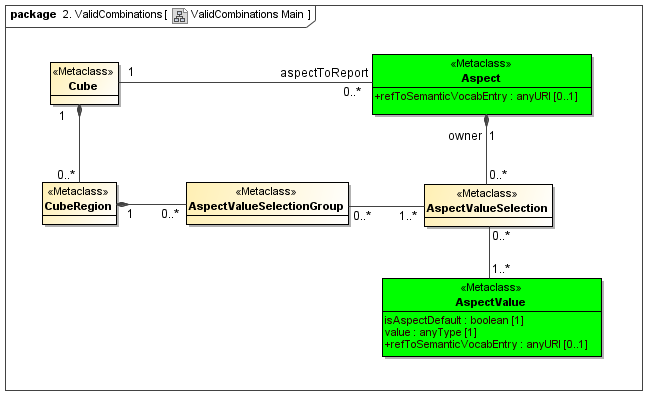 package 2. ValidCombinations [ ValidCombinations Main ]
«Metaclass»
Cube
1
aspectToReport
0..*
«Metaclass»
Aspect
+refToSemanticVocabEntry : anyURI [0..1]
1
0..*
owner
1
0..*
«Metaclass»
CubeRegion
1
0..*
«Metaclass»
AspectValueSelectionGroup
0..*
1..*
«Metaclass»
AspectValueSelection
0..*
1..*
«Metaclass»
AspectValue
isAspectDefault : boolean [1]
value : anyType [1]
+refToSemanticVocabEntry : anyURI [0..1]